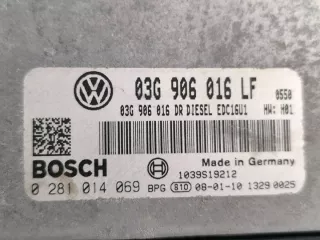 03G 906 016 LF 0550
03G 906 016 DR DIESEL EDC16U1 HW: H01
BOSCH
Made in Germany
1039S19212
0 281 014 069 BPG S10 08-01-10 1329 0025